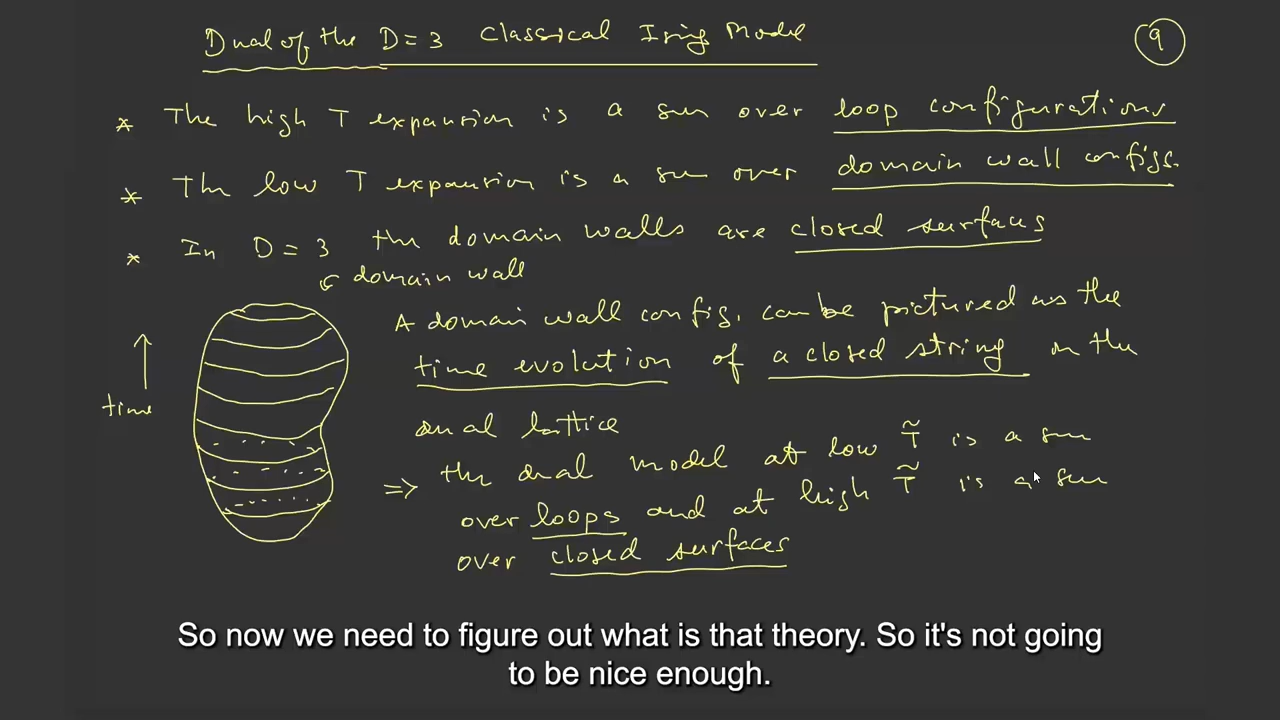 Dual of the D=3 Classical Ising Model
9
* The high T expansion is a sum over loop configurations
* The low T expansion is a sum over domain wall configs.
* In D=3 the domain walls are closed surfaces
domain wall
A domain wall config. can be pictured as the
time evolution of a closed string on the
time
dual lattice
=> the dual model at low T̃ is a sum
over loops and at high T̃ is a sum
over closed surfaces
So now we need to figure out what is that theory. So it's not going
to be nice enough.